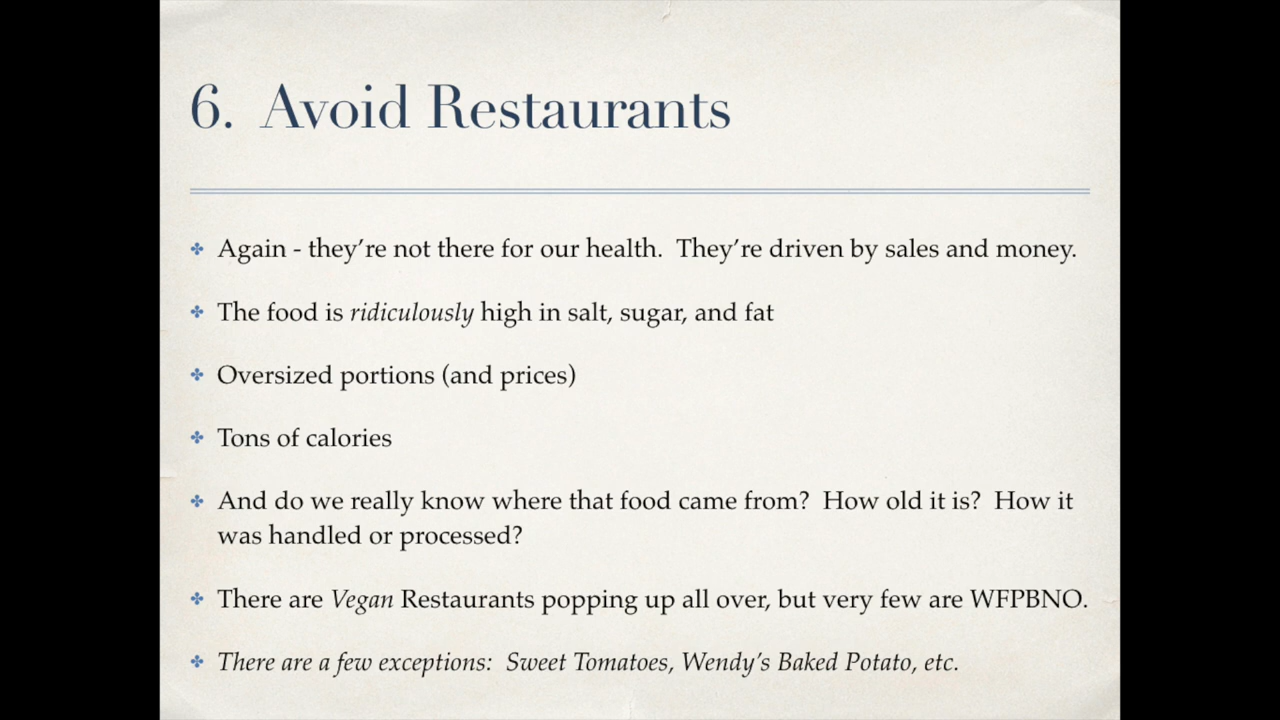 6. Avoid Restaurants
Again - they're not there for our health. They're driven by sales and money.
The food is ridiculously high in salt, sugar, and fat
Oversized portions (and prices)
Tons of calories
And do we really know where that food came from? How old it is? How it
was handled or processed?
There are Vegan Restaurants popping up all over, but very few are WFPBNO.
There are a few exceptions: Sweet Tomatoes, Wendy's Baked Potato, etc.